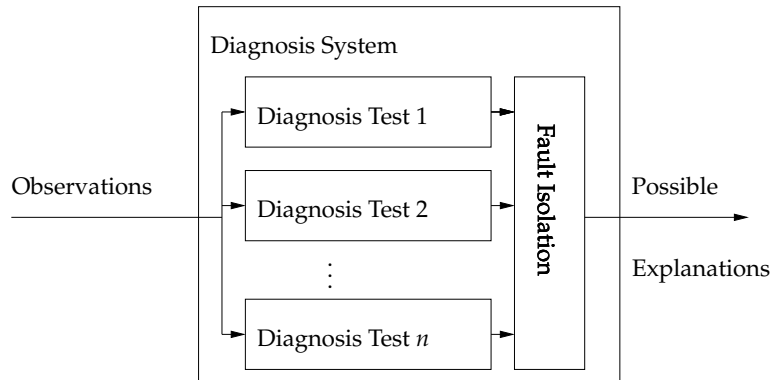 Diagnosis System
Diagnosis Test 1
Observations
Diagnosis Test 2
⋮
Diagnosis Test n
Fault Isolation
Possible
Explanations